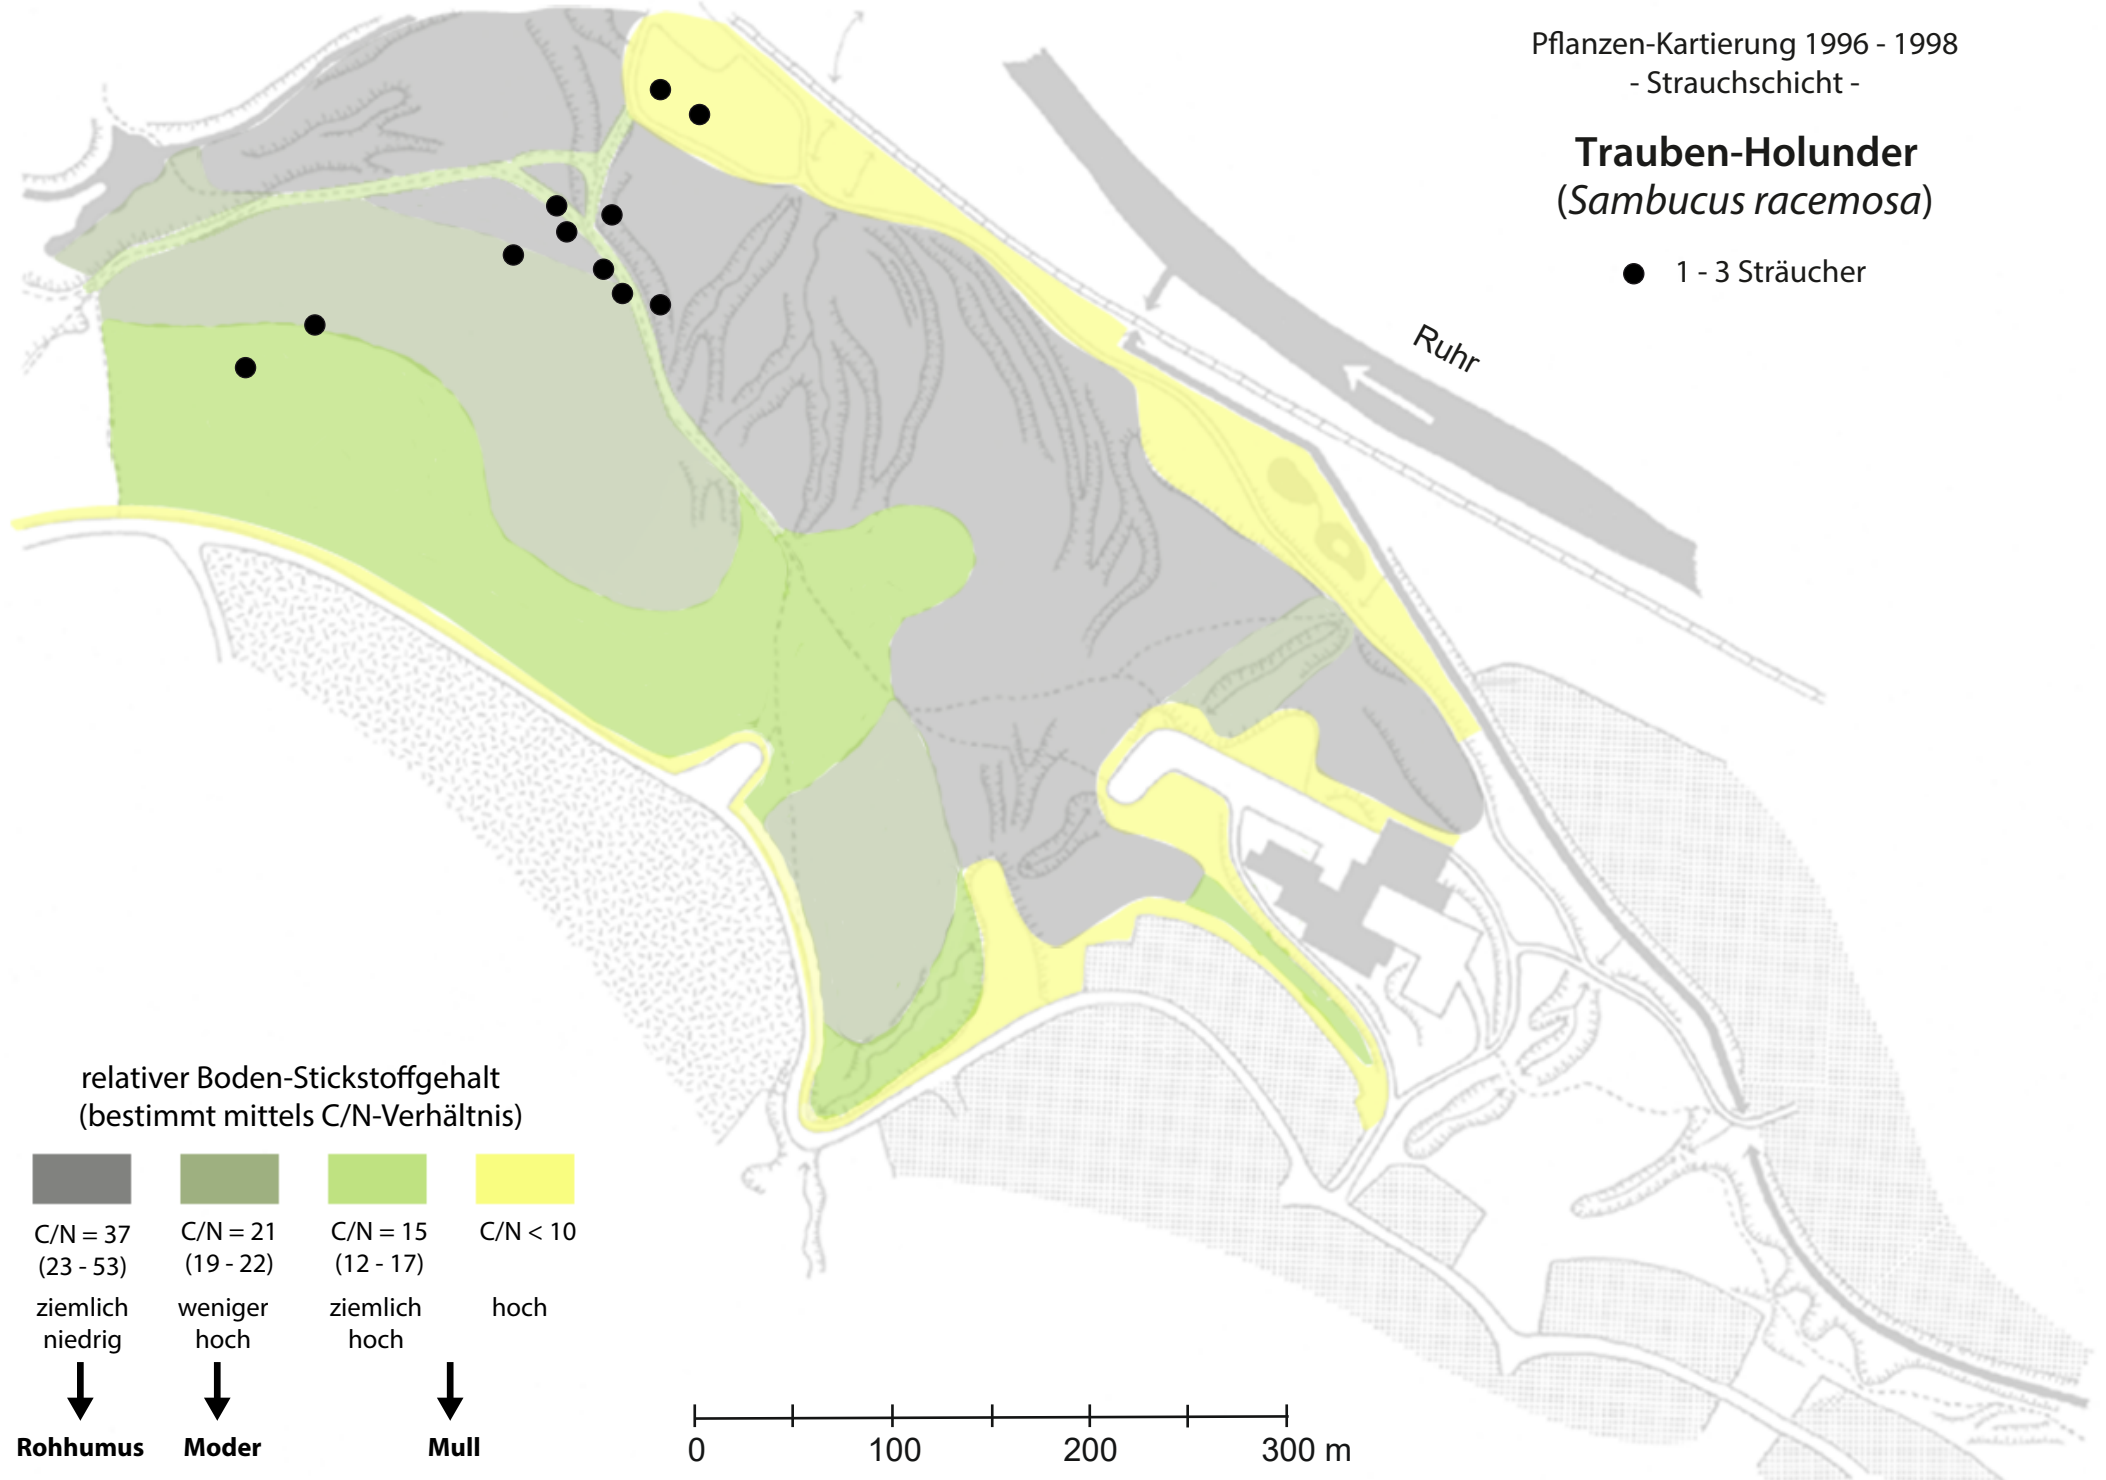 Pflanzen-Kartierung 1996 - 1998
- Strauchschicht -
Trauben-Holunder
(Sambucus racemosa)
1 - 3 Sträucher
Ruhr
relativer Boden-Stickstoffgehalt
(bestimmt mittels C/N-Verhältnis)
C/N = 37 C/N = 21 C/N = 15 C/N < 10
(23 - 53) (19 - 22) (12 - 17)
ziemlich weniger ziemlich hoch
niedrig hoch hoch
Rohhumus Moder Mull
0 100 200 300 m